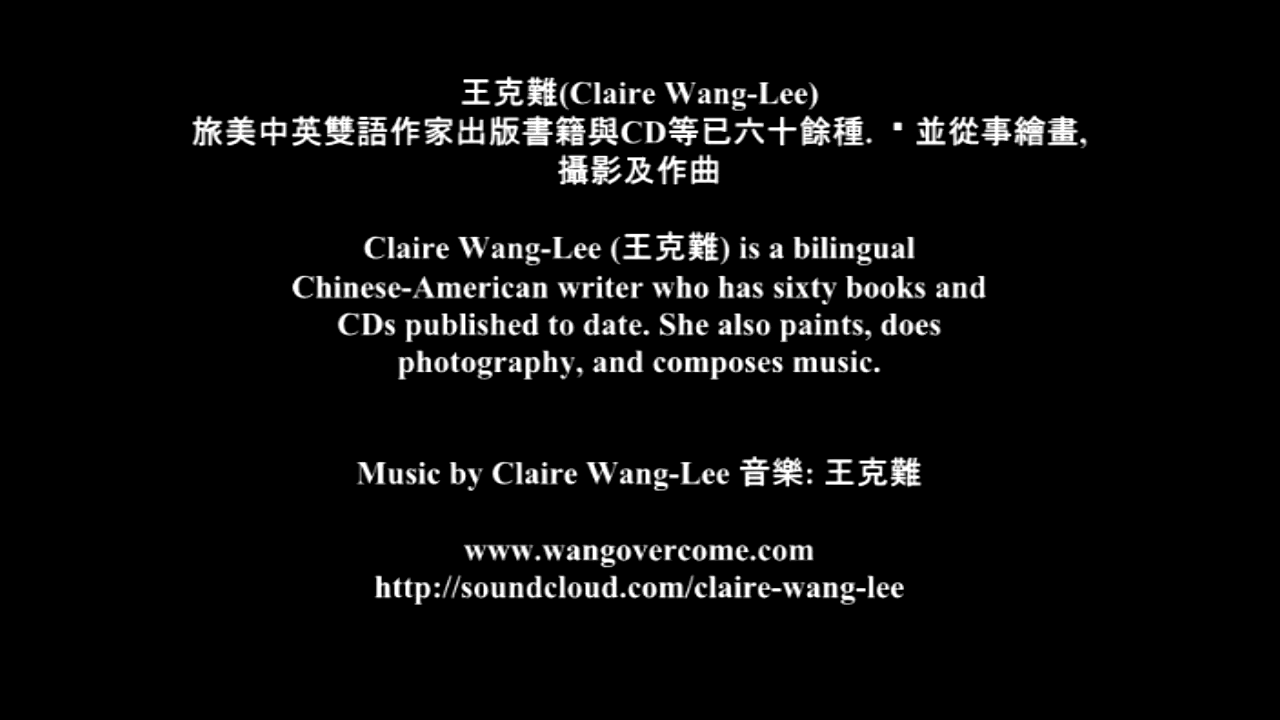 王克難(Claire Wang-Lee)
旅美中英雙語作家出版書籍與CD等已六十餘種. 並從事繪畫,
攝影及作曲
Claire Wang-Lee (王克難) is a bilingual
Chinese-American writer who has sixty books and
CDs published to date. She also paints, does
photography, and composes music.
Music by Claire Wang-Lee 音樂: 王克難
www.wangovercome.com
http://soundcloud.com/claire-wang-lee